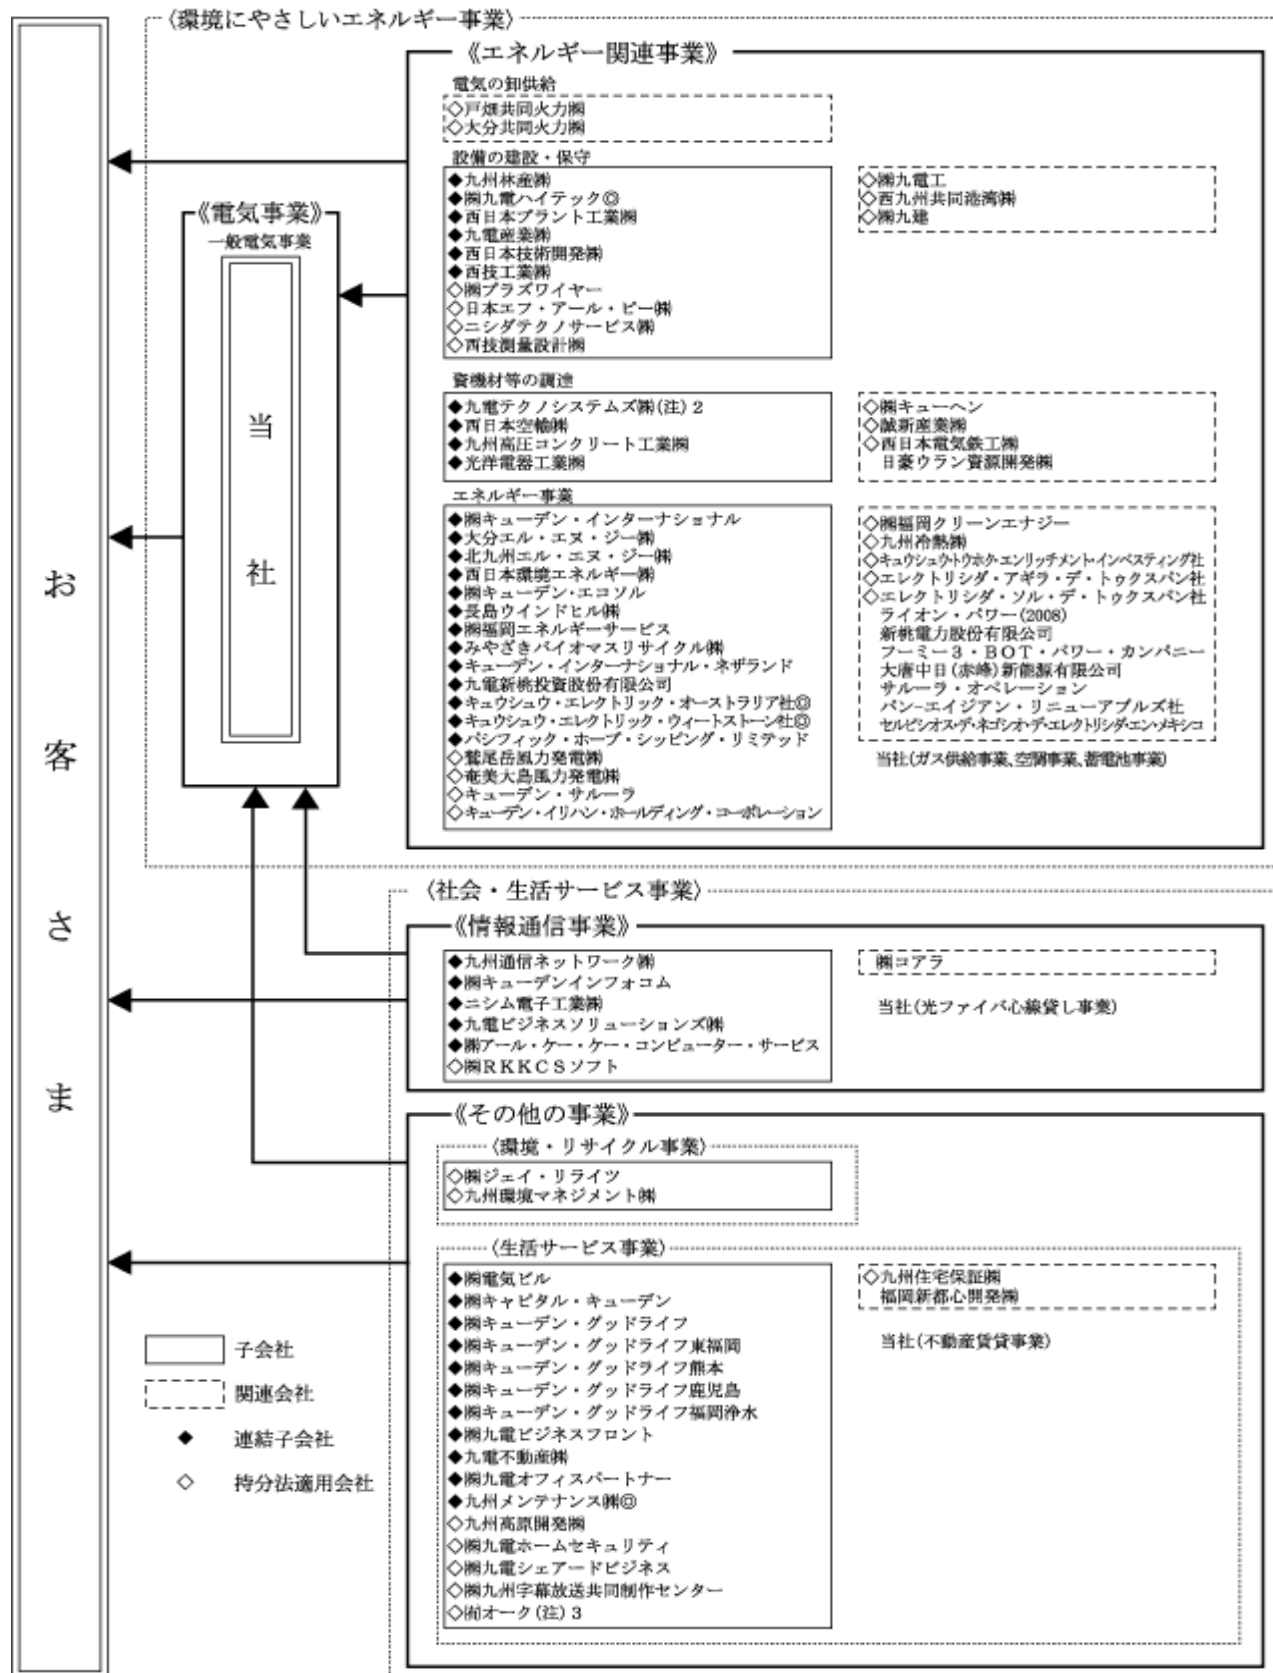 〈環境にやさしいエネルギー事業〉
《エネルギー関連事業》
電気の卸供給
◇戸畑共同火力㈱
◇大分共同火力㈱
設備の建設・保守
◆九州林産㈱
◆㈱九電ハイテック◎
◆西日本プラント工業㈱
◆九電産業㈱
◆西日本技術開発㈱
◆西技工業㈱
◇㈱プラズワイヤー
◇日本エフ・アール・ピー㈱
◇ニシダテクノサービス㈱
◇西技測量設計㈱
◇㈱九電工
◇西九州共同港湾㈱
◇㈱九建
資機材等の調達
◆九電テクノシステムズ㈱(注)2
◆西日本空輸㈱
◆九州高圧コンクリート工業㈱
◆光洋電器工業㈱
◇㈱キューヘン
◇誠新産業㈱
◇西日本電気鉄工㈱
日豪ウラン資源開発㈱
エネルギー事業
◆㈱キューデン・インターナショナル
◆大分エル・エヌ・ジー㈱
◆北九州エル・エヌ・ジー㈱
◆西日本環境エネルギー㈱
◆㈱キューデン・エコソル
◆長島ウインドヒル㈱
◆㈱福岡エネルギーサービス
◆みやざきバイオマスリサイクル㈱
◆キューデン・インターナショナル・ネザランド
◆九電新桃投資股份有限公司
◆キュウシュウ・エレクトリック・オーストラリア社◎
◆キュウシュウ・エレクトリック・ウィートストーン社◎
◆パシフィック・ホープ・シッピング・リミテッド
◇鷲尾岳風力発電㈱
◇奄美大島風力発電㈱
◇キューデン・サルーラ
◇キューデン・イリハン・ホールディング・コーポレーション
◇㈱福岡クリーンエナジー
◇九州冷熱㈱
◇キュウシュウ・トウホク・エンリッチメント・インベスティング社
◇エレクトリシダ・アギラ・デ・トゥクスパン社
◇エレクトリシダ・ソル・デ・トゥクスパン社
ライオン・パワー(2008)
新桃電力股份有限公司
フーミー3・BOT・パワー・カンパニー
大唐中日(赤峰)新能源有限公司
サルーラ・オペレーション
パン-エイジアン・リニューアブルズ社
セルビシオス・デ・ネゴシオ・デ・エレクトリシダ・エン・メキシコ
当社(ガス供給事業、空調事業、蓄電池事業)
《電気事業》
一般電気事業
当社
お客さま
〈社会・生活サービス事業〉
《情報通信事業》
◆九州通信ネットワーク㈱
◆㈱キューデンインフォコム
◆ニシム電子工業㈱
◆九電ビジネスソリューションズ㈱
◆㈱アール・ケー・ケー・コンピューター・サービス
◇㈱RKKCSソフト
㈱コアラ
当社(光ファイバ心線貸し事業)
《その他の事業》
〈環境・リサイクル事業〉
◇㈱ジェイ・リライツ
◇九州環境マネジメント㈱
〈生活サービス事業〉
◆㈱電気ビル
◆㈱キャピタル・キューデン
◆㈱キューデン・グッドライフ
◆㈱キューデン・グッドライフ東福岡
◆㈱キューデン・グッドライフ熊本
◆㈱キューデン・グッドライフ鹿児島
◆㈱キューデン・グッドライフ福岡浄水
◆㈱九電ビジネスフロント
◆九電不動産㈱
◆㈱九電オフィスパートナー
◆九州メンテナンス㈱◎
◇九州高原開発㈱
◇㈱九電ホームセキュリティ
◇㈱九電シェアードビジネス
◇㈱九州字幕放送共同制作センター
◇㈲オーク(注)3
◇九州住宅保証㈱
福岡新都心開発㈱
当社(不動産賃貸事業)
子会社
関連会社
◆ 連結子会社
◇ 持分法適用会社